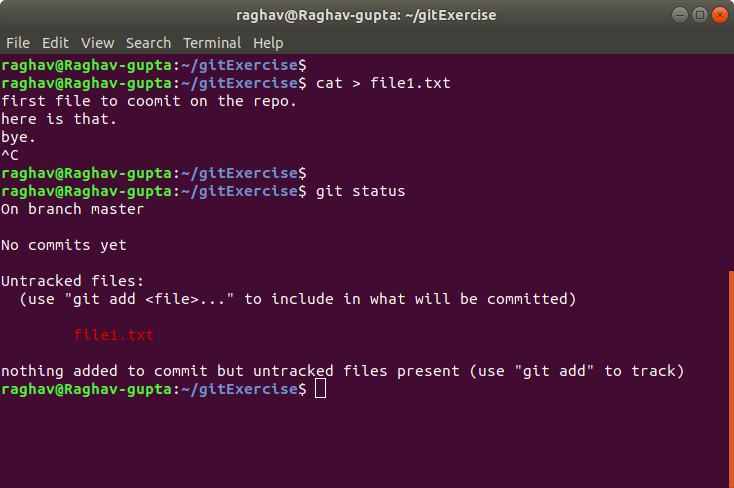 raghav@Raghav-gupta: ~/gitExercise
File Edit View Search Terminal Help
raghav@Raghav-gupta:~/gitExercise$
raghav@Raghav-gupta:~/gitExercise$ cat > file1.txt
first file to coomit on the repo.
here is that.
bye.
^C
raghav@Raghav-gupta:~/gitExercise$
raghav@Raghav-gupta:~/gitExercise$ git status
On branch master
No commits yet
Untracked files:
  (use "git add <file>..." to include in what will be committed)
        file1.txt
nothing added to commit but untracked files present (use "git add" to track)
raghav@Raghav-gupta:~/gitExercise$